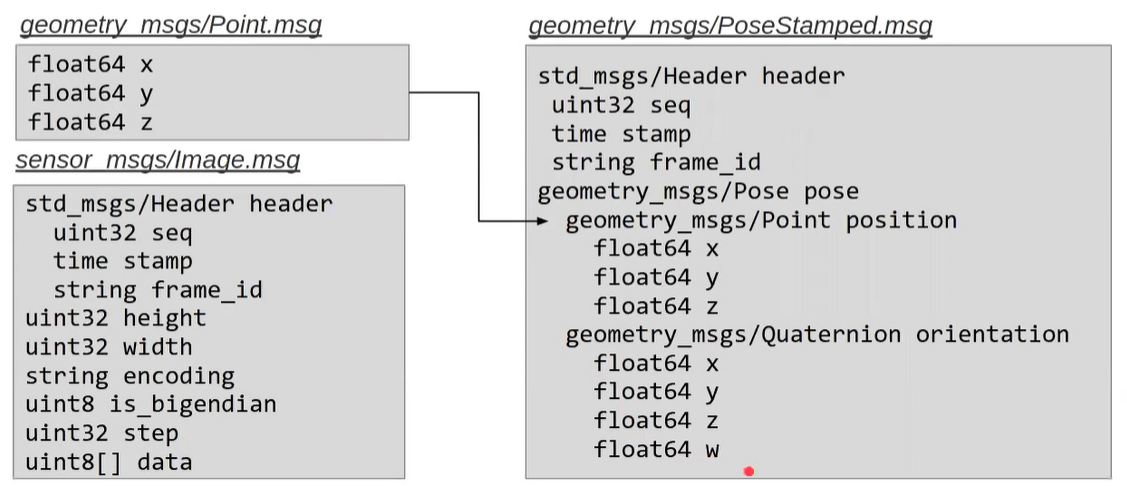 geometry_msgs/Point.msg
float64 x
float64 y
float64 z
sensor_msgs/Image.msg
std_msgs/Header header
uint32 seq
time stamp
string frame_id
uint32 height
uint32 width
string encoding
uint8 is_bigendian
uint32 step
uint8[] data
geometry_msgs/PoseStamped.msg
std_msgs/Header header
uint32 seq
time stamp
string frame_id
geometry_msgs/Pose pose
geometry_msgs/Point position
float64 x
float64 y
float64 z
geometry_msgs/Quaternion orientation
float64 x
float64 y
float64 z
float64 w